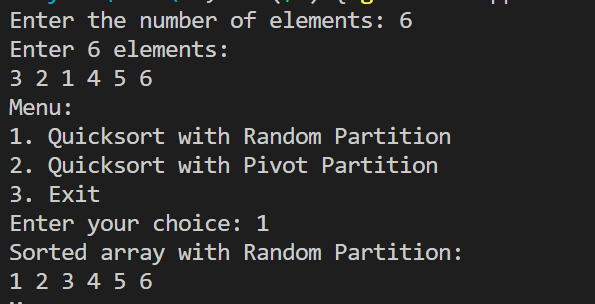 Enter the number of elements: 6
Enter 6 elements:
3 2 1 4 5 6
Menu:
1. Quicksort with Random Partition
2. Quicksort with Pivot Partition
3. Exit
Enter your choice: 1
Sorted array with Random Partition:
1 2 3 4 5 6